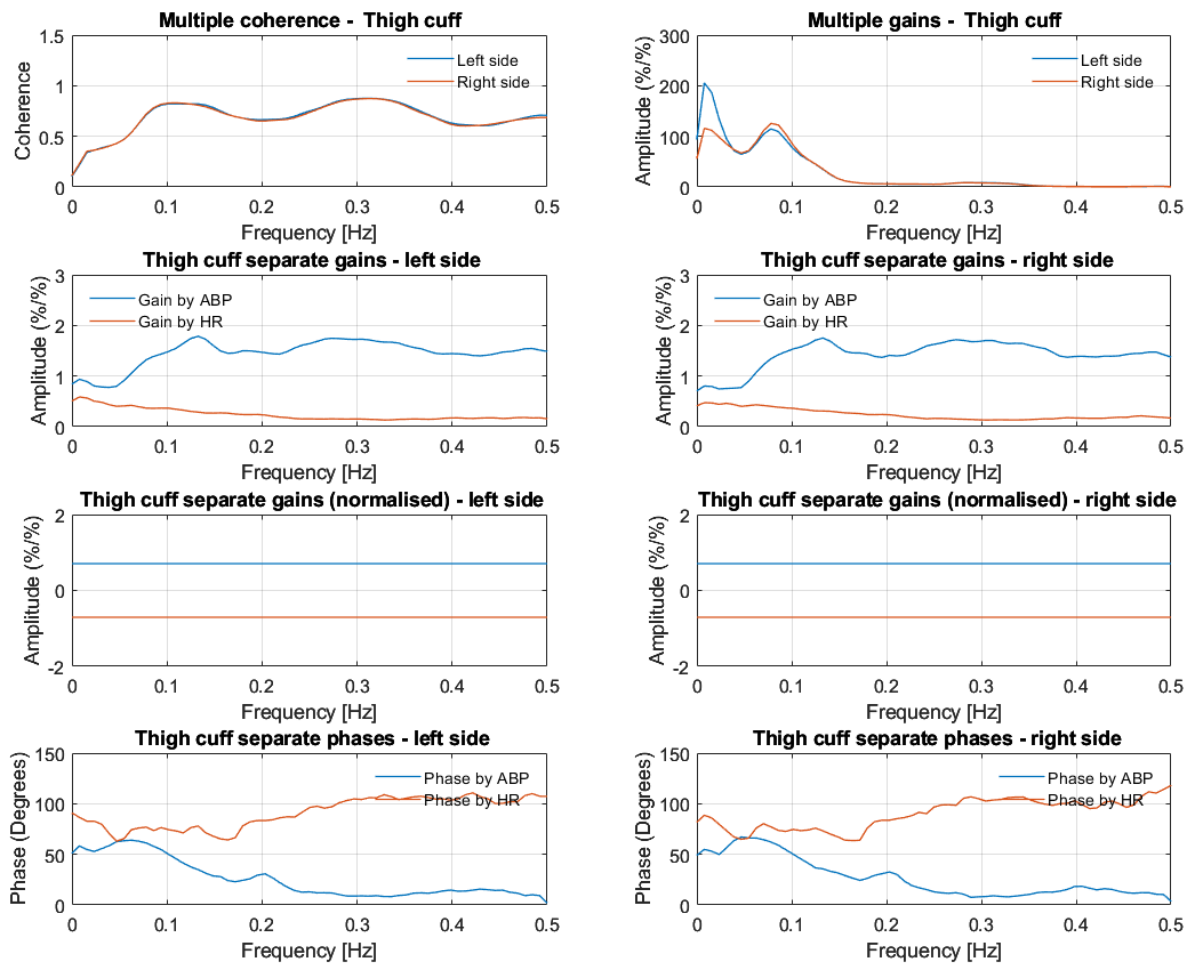 Multiple coherence - Thigh cuff
1.5
1
0.5
0
Coherence
Left side
Right side
0 0.1 0.2 0.3 0.4 0.5
Frequency [Hz]
Multiple gains - Thigh cuff
300
200
100
0
Amplitude (%/%)
Left side
Right side
0 0.1 0.2 0.3 0.4 0.5
Frequency [Hz]
Thigh cuff separate gains - left side
3
2
1
0
Amplitude (%/%)
Gain by ABP
Gain by HR
0 0.1 0.2 0.3 0.4 0.5
Frequency [Hz]
Thigh cuff separate gains - right side
3
2
1
0
Amplitude (%/%)
Gain by ABP
Gain by HR
0 0.1 0.2 0.3 0.4 0.5
Frequency [Hz]
Thigh cuff separate gains (normalised) - left side
2
0
-2
Amplitude (%/%)
0 0.1 0.2 0.3 0.4 0.5
Frequency [Hz]
Thigh cuff separate gains (normalised) - right side
2
0
-2
Amplitude (%/%)
0 0.1 0.2 0.3 0.4 0.5
Frequency [Hz]
Thigh cuff separate phases - left side
150
100
50
0
Phase (Degrees)
Phase by ABP
Phase by HR
0 0.1 0.2 0.3 0.4 0.5
Frequency [Hz]
Thigh cuff separate phases - right side
150
100
50
0
Phase (Degrees)
Phase by ABP
Phase by HR
0 0.1 0.2 0.3 0.4 0.5
Frequency [Hz]